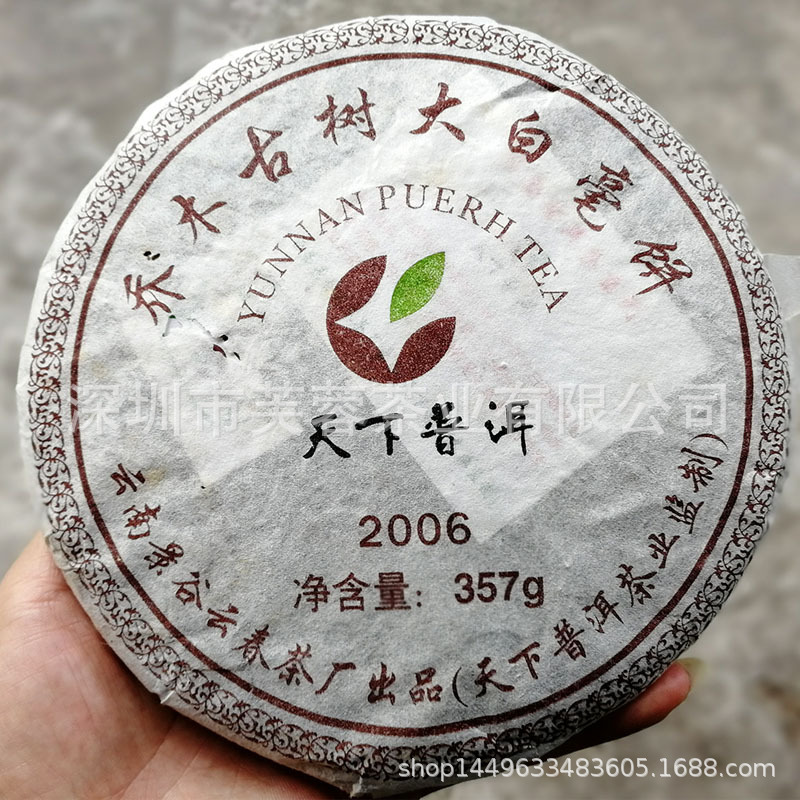 乔木古树大白毫饼
YUNNAN PUERH TEA
天下普洱
2006
净含量：357g
云南景谷云春茶厂出品(天下普洱茶业监制)
深圳市芙蓉茶业有限公司
shop1449633483605.1688.com